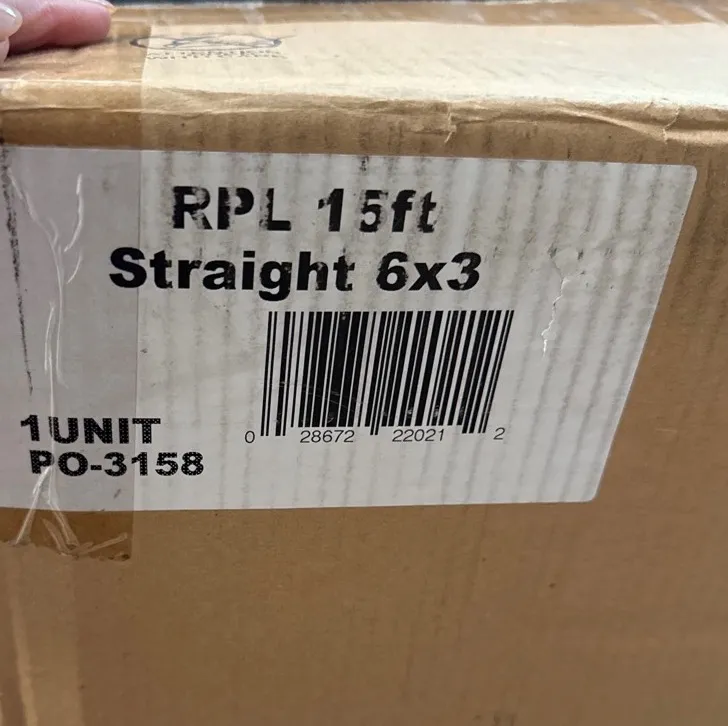 RPL 15ft
Straight 6x3
0 28672 22021 2
1UNIT
PO-3158